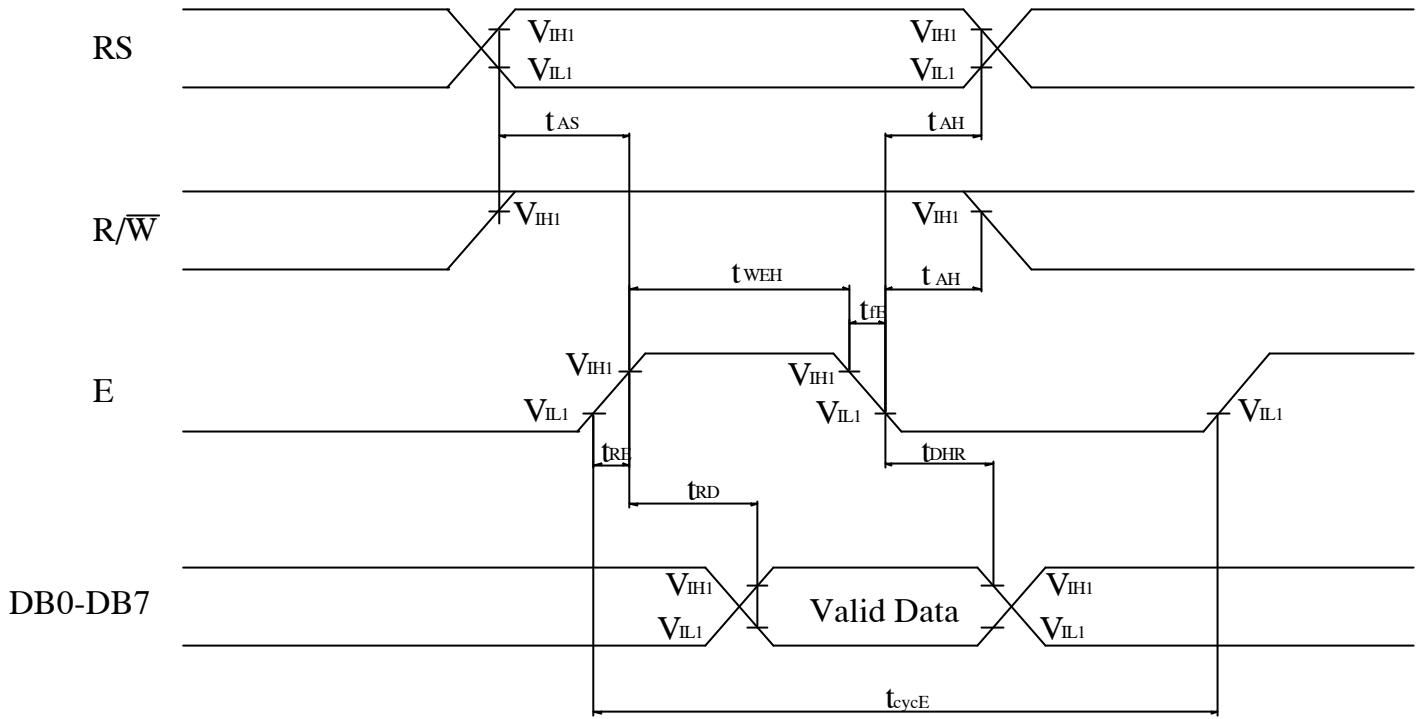 RS
VIH1
VIL1
VIH1
VIL1
tAS
tAH
R/W̅
VIH1
VIH1
tWEH
tAH
tfE
E
VIH1
VIL1
VIH1
VIL1
VIL1
tRE
tDHR
tRD
DB0-DB7
VIH1
VIL1
Valid Data
VIH1
VIL1
tcycE